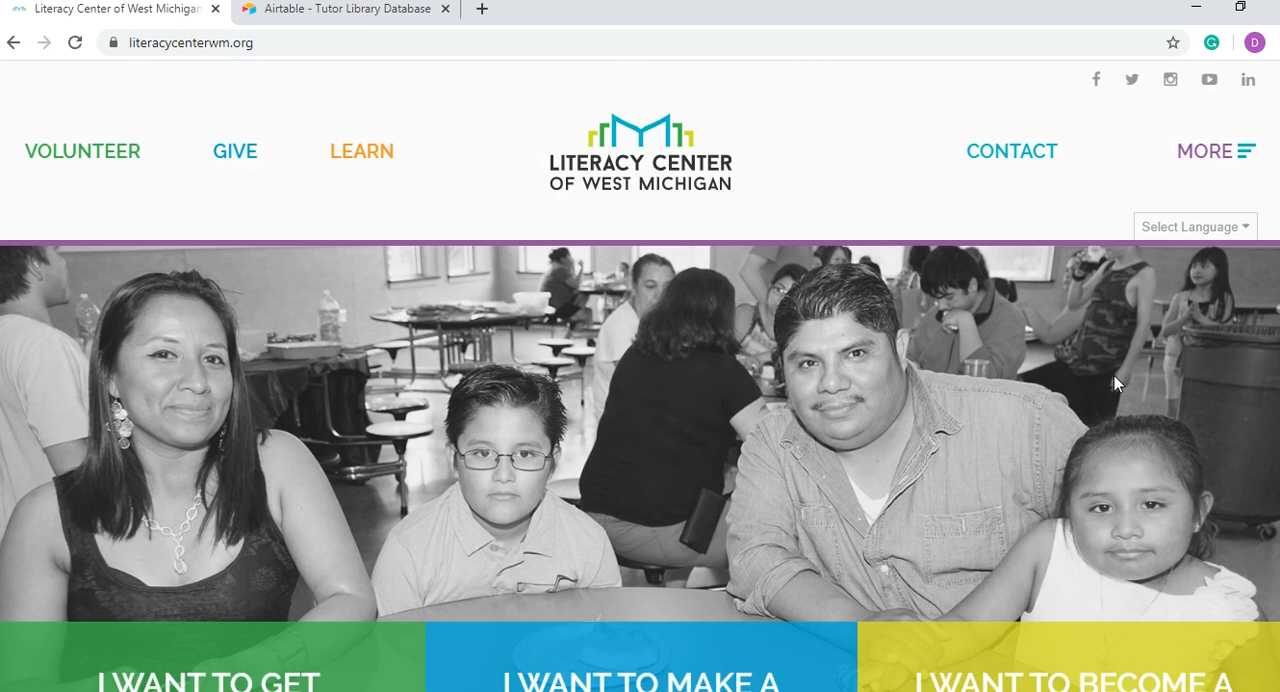 Literacy Center of West Michigan
Airtable - Tutor Library Database
literacycenterwm.org
D
VOLUNTEER
GIVE
LEARN
LITERACY CENTER
OF WEST MICHIGAN
CONTACT
MORE
Select Language
I WANT TO GET
I WANT TO MAKE A
I WANT TO BECOME A